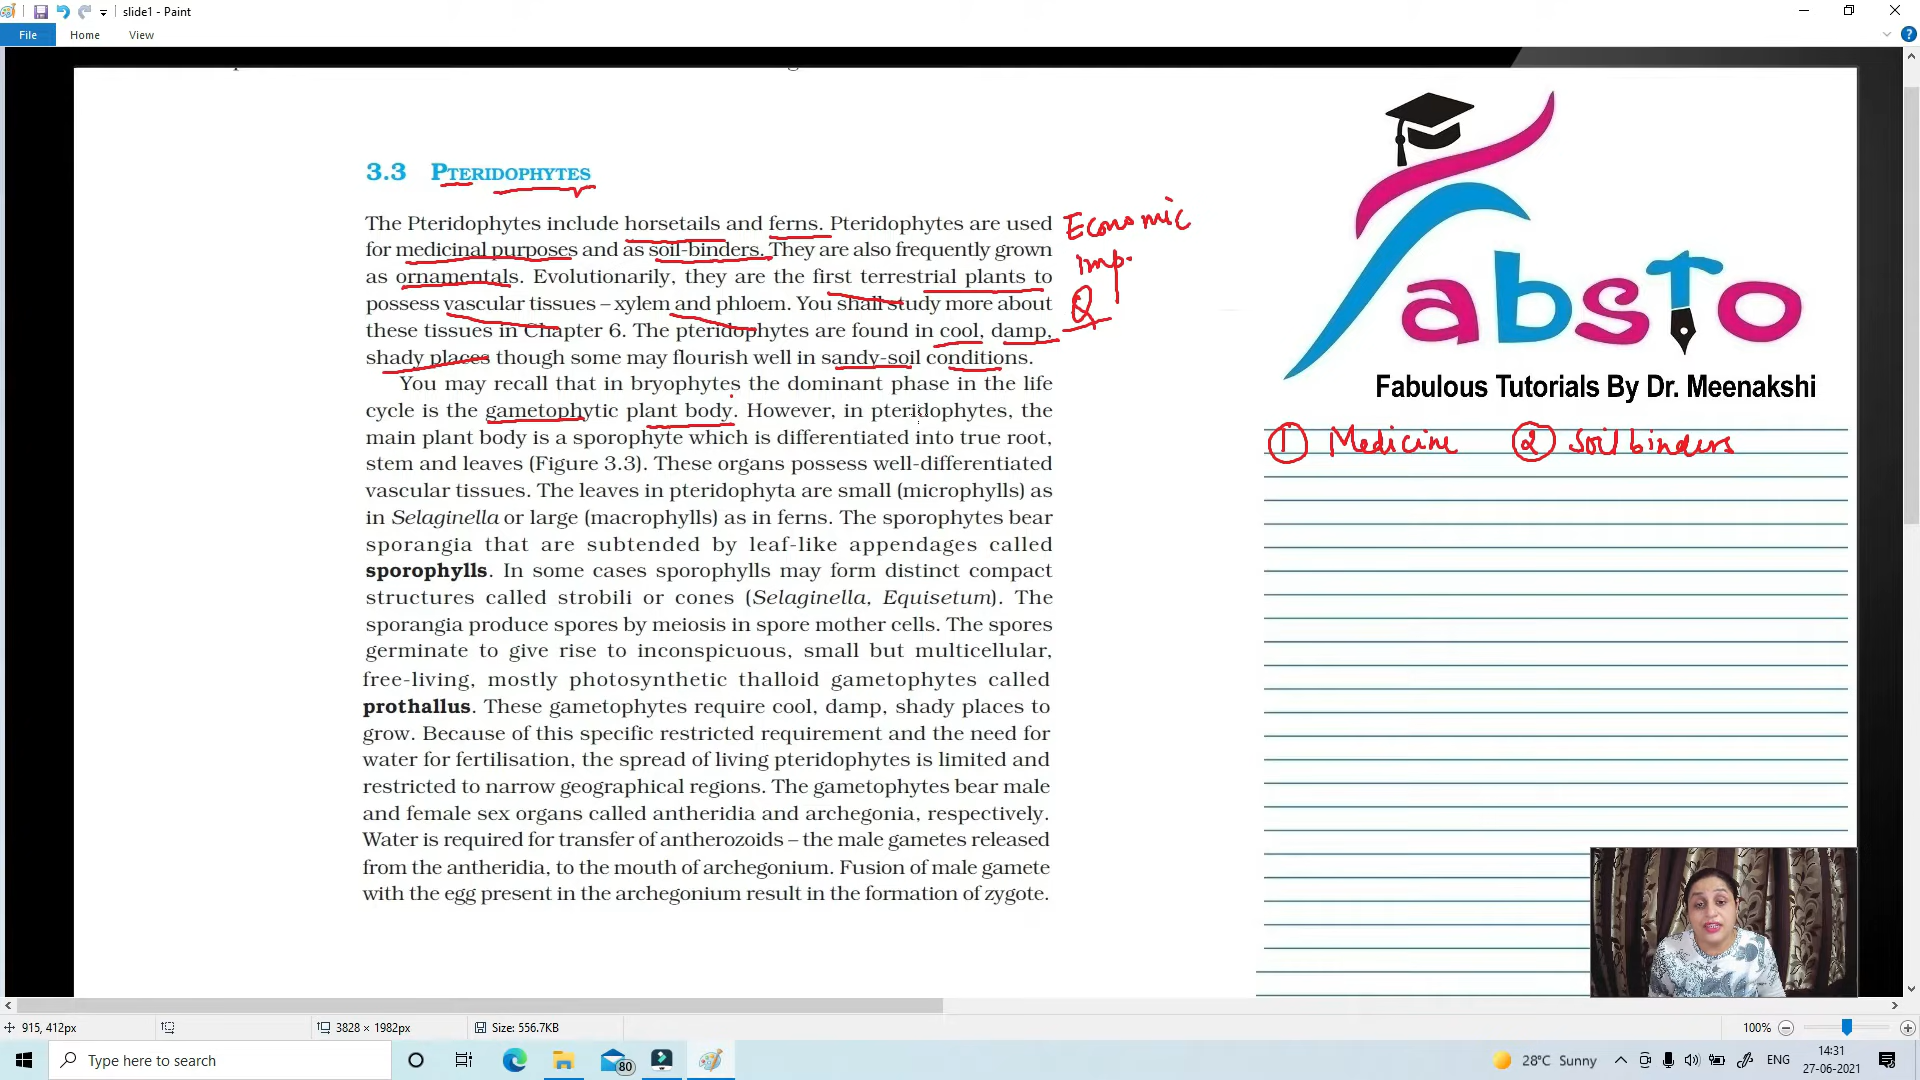 slide1 - Paint
File Home View
3.3 PTERIDOPHYTES
The Pteridophytes include horsetails and ferns. Pteridophytes are used
for medicinal purposes and as soil-binders. They are also frequently grown
as ornamentals. Evolutionarily, they are the first terrestrial plants to
possess vascular tissues – xylem and phloem. You shall study more about
these tissues in Chapter 6. The pteridophytes are found in cool, damp,
shady places though some may flourish well in sandy-soil conditions.
You may recall that in bryophytes the dominant phase in the life
cycle is the gametophytic plant body. However, in pteridophytes, the
main plant body is a sporophyte which is differentiated into true root,
stem and leaves (Figure 3.3). These organs possess well-differentiated
vascular tissues. The leaves in pteridophyta are small (microphylls) as
in Selaginella or large (macrophylls) as in ferns. The sporophytes bear
sporangia that are subtended by leaf-like appendages called
sporophylls. In some cases sporophylls may form distinct compact
structures called strobili or cones (Selaginella, Equisetum). The
sporangia produce spores by meiosis in spore mother cells. The spores
germinate to give rise to inconspicuous, small but multicellular,
free-living, mostly photosynthetic thalloid gametophytes called
prothallus. These gametophytes require cool, damp, shady places to
grow. Because of this specific restricted requirement and the need for
water for fertilisation, the spread of living pteridophytes is limited and
restricted to narrow geographical regions. The gametophytes bear male
and female sex organs called antheridia and archegonia, respectively.
Water is required for transfer of antherozoids – the male gametes released
from the antheridia, to the mouth of archegonium. Fusion of male gamete
with the egg present in the archegonium result in the formation of zygote.
Economic
imp.
Q
absTo
Fabulous Tutorials By Dr. Meenakshi
1 Medicine 2 Soil binders
915, 412px 3828 × 1982px Size: 556.7KB 100%
Type here to search 80 28°C Sunny ENG 14:31
27-06-2021